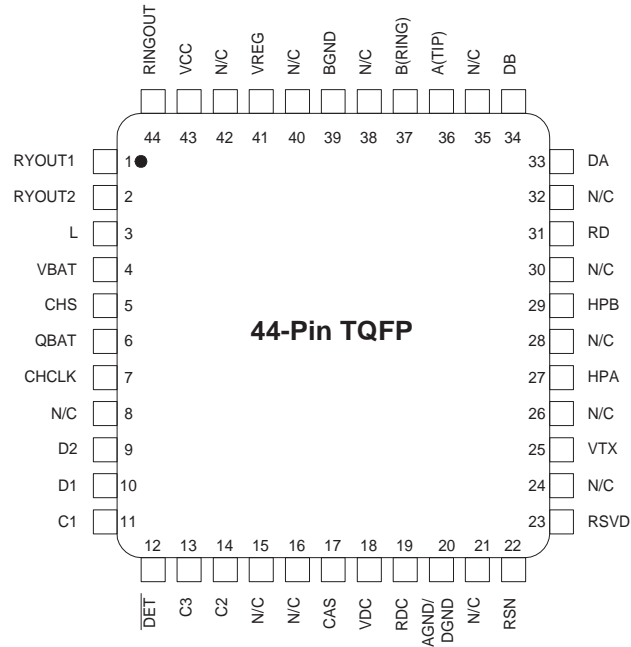 RINGOUT
VCC
N/C
VREG
N/C
BGND
N/C
B(RING)
A(TIP)
N/C
DB
44 43 42 41 40 39 38 37 36 35 34
RYOUT1 1
RYOUT2 2
L 3
VBAT 4
CHS 5
QBAT 6
CHCLK 7
N/C 8
D2 9
D1 10
C1 11
44-Pin TQFP
33 DA
32 N/C
31 RD
30 N/C
29 HPB
28 N/C
27 HPA
26 N/C
25 VTX
24 N/C
23 RSVD
12 13 14 15 16 17 18 19 20 21 22
DET
C3
C2
N/C
N/C
CAS
VDC
RDC
AGND/
DGND
N/C
RSN